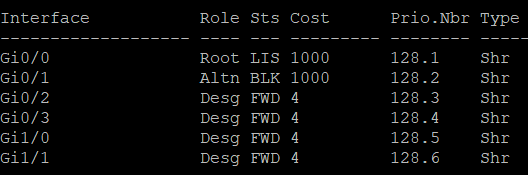 Interface           Role Sts Cost      Prio.Nbr Type
------------------- ---- --- --------- -------- -----
Gi0/0               Root LIS 1000      128.1    Shr
Gi0/1               Altn BLK 1000      128.2    Shr
Gi0/2               Desg FWD 4         128.3    Shr
Gi0/3               Desg FWD 4         128.4    Shr
Gi1/0               Desg FWD 4         128.5    Shr
Gi1/1               Desg FWD 4         128.6    Shr